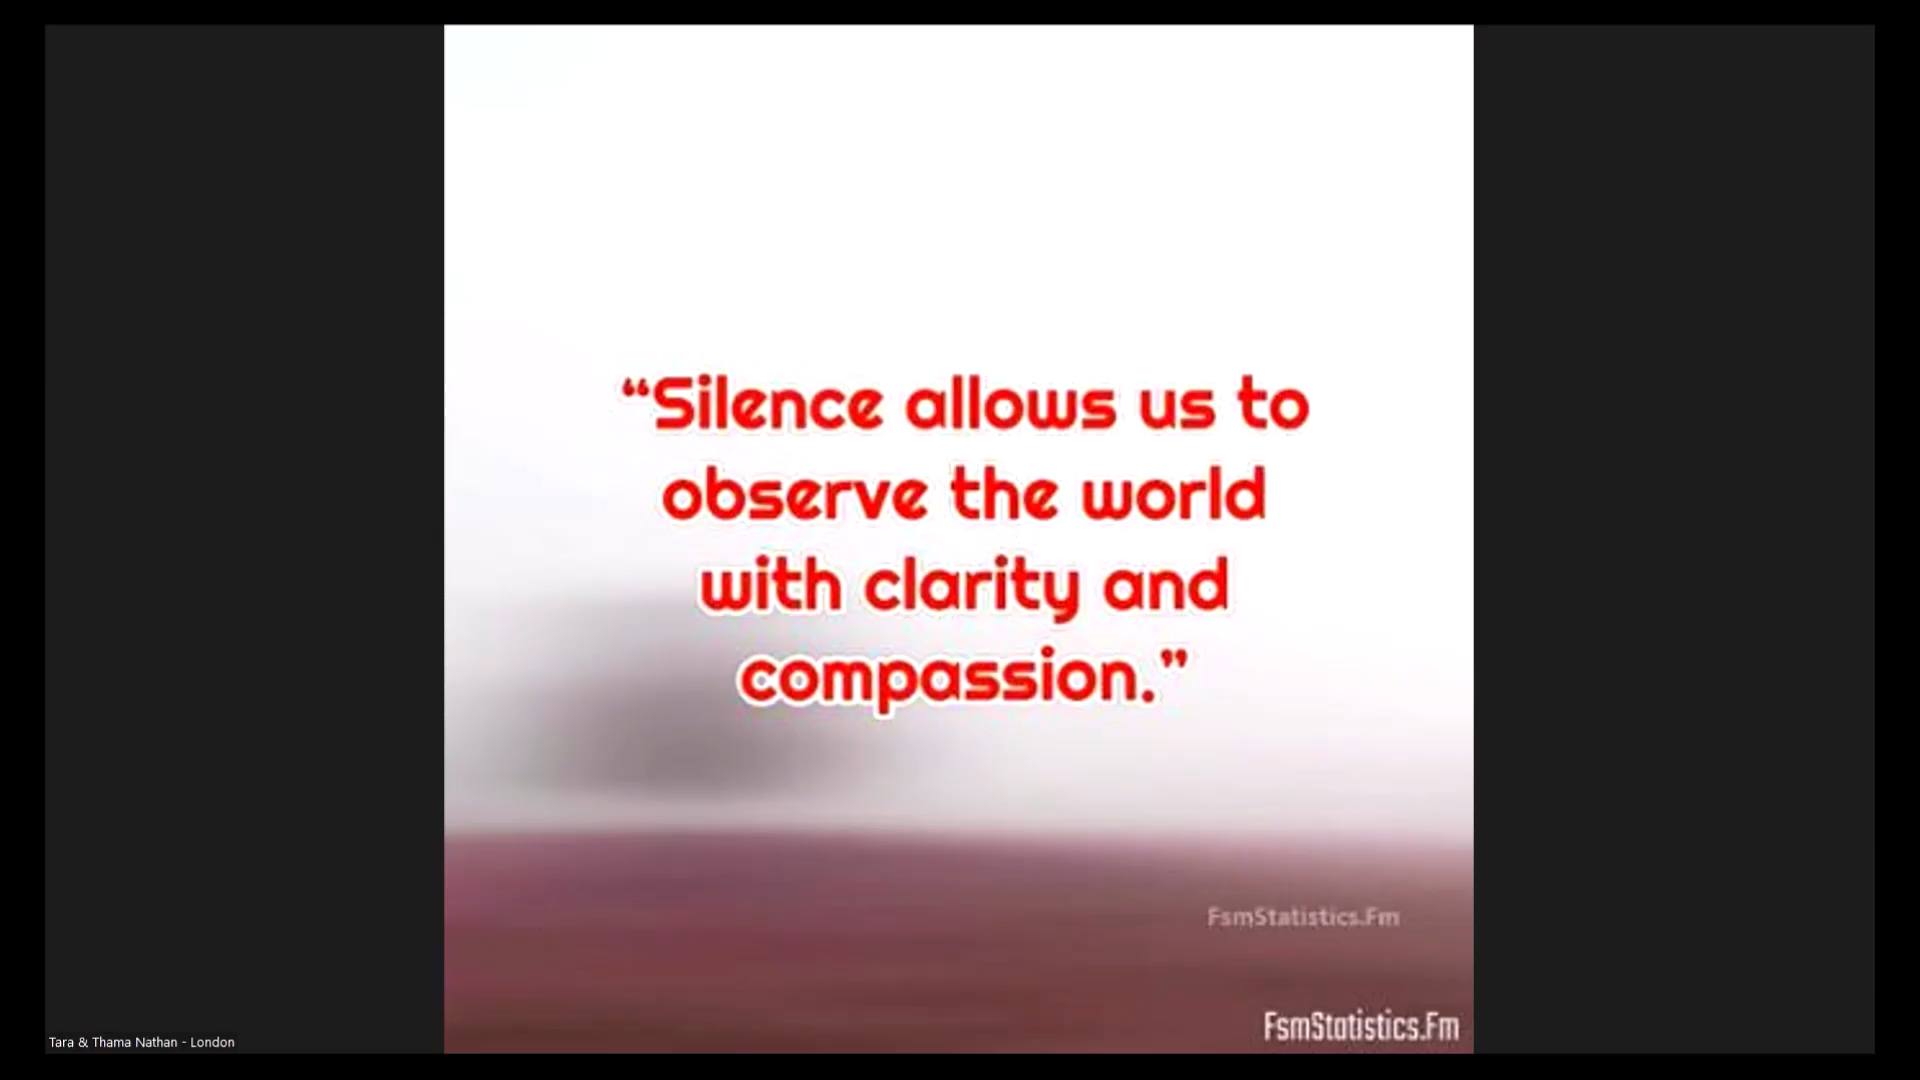 “Silence allows us to
observe the world
with clarity and
compassion.”
FsmStatistics.Fm
FsmStatistics.Fm
Tara & Thama Nathan - London